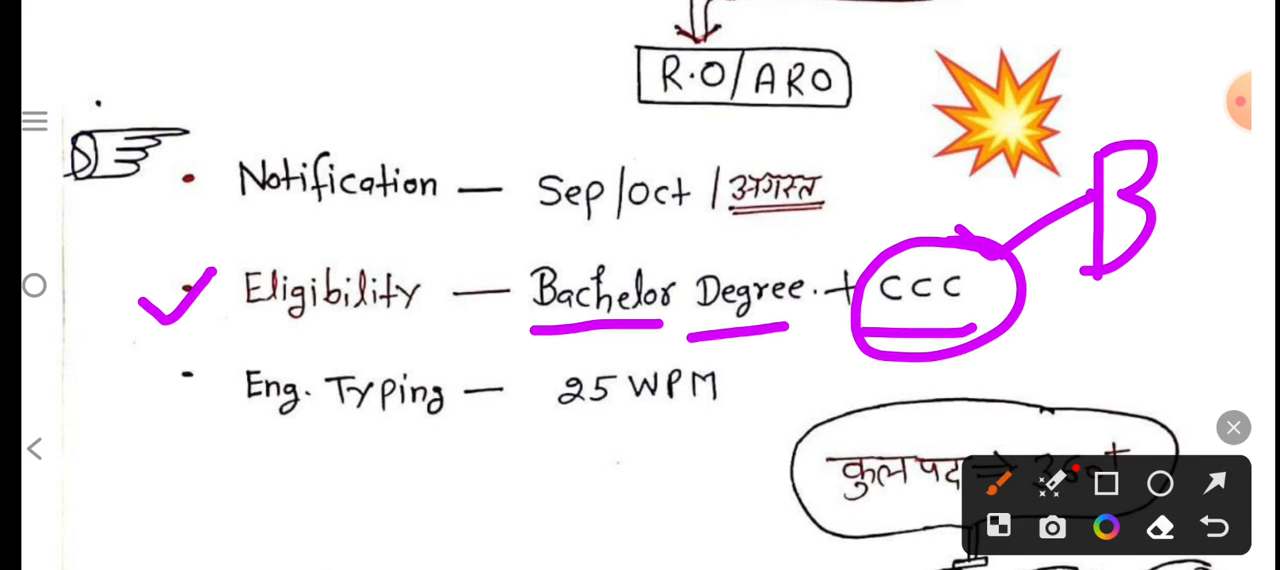 R.O/ARO
Notification — Sep/Oct / अगस्त
Eligibility — Bachelor Degree. + CCC
B
Eng. Typing — 25 WPM
कुल पद ⇒